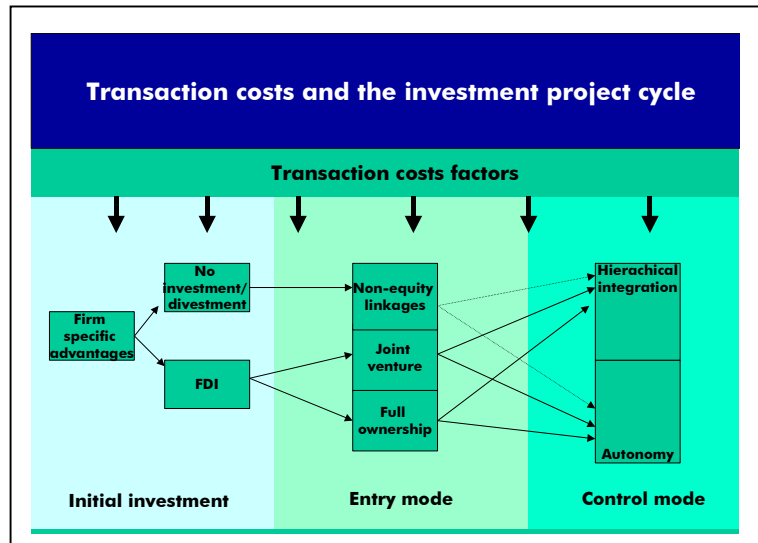 Transaction costs and the investment project cycle
Transaction costs factors
No
investment/
divestment
Firm
specific
advantages
FDI
Non-equity
linkages
Joint
venture
Full
ownership
Hierachical
integration
Autonomy
Initial investment
Entry mode
Control mode